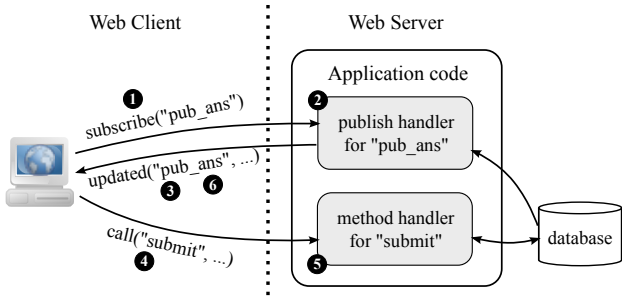 Web Client
Web Server
Application code
1
subscribe("pub_ans")
2
publish handler
for "pub_ans"
updated("pub_ans", ...)
3
6
method handler
for "submit"
call("submit", ...)
4
5
database